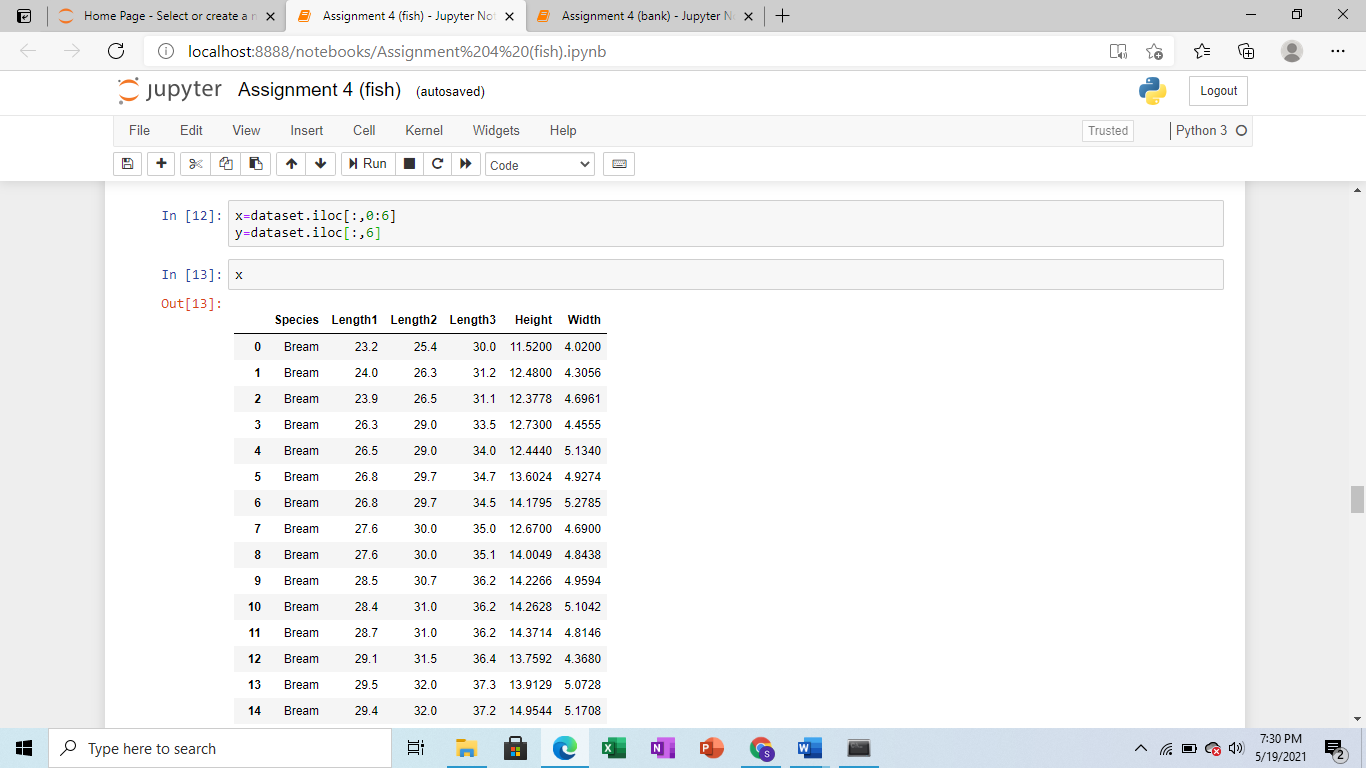 Home Page - Select or create a n
Assignment 4 (fish) - Jupyter Not
Assignment 4 (bank) - Jupyter N
localhost:8888/notebooks/Assignment%204%20(fish).ipynb
jupyter Assignment 4 (fish) (autosaved)
Logout
File Edit View Insert Cell Kernel Widgets Help
Trusted
Python 3
Run
Code
In [12]: x=dataset.iloc[:,0:6]
y=dataset.iloc[:,6]
In [13]: x
Out[13]:
Species Length1 Length2 Length3 Height Width
0 Bream 23.2 25.4 30.0 11.5200 4.0200
1 Bream 24.0 26.3 31.2 12.4800 4.3056
2 Bream 23.9 26.5 31.1 12.3778 4.6961
3 Bream 26.3 29.0 33.5 12.7300 4.4555
4 Bream 26.5 29.0 34.0 12.4440 5.1340
5 Bream 26.8 29.7 34.7 13.6024 4.9274
6 Bream 26.8 29.7 34.5 14.1795 5.2785
7 Bream 27.6 30.0 35.0 12.6700 4.6900
8 Bream 27.6 30.0 35.1 14.0049 4.8438
9 Bream 28.5 30.7 36.2 14.2266 4.9594
10 Bream 28.4 31.0 36.2 14.2628 5.1042
11 Bream 28.7 31.0 36.2 14.3714 4.8146
12 Bream 29.1 31.5 36.4 13.7592 4.3680
13 Bream 29.5 32.0 37.3 13.9129 5.0728
14 Bream 29.4 32.0 37.2 14.9544 5.1708
Type here to search
7:30 PM
5/19/2021
2